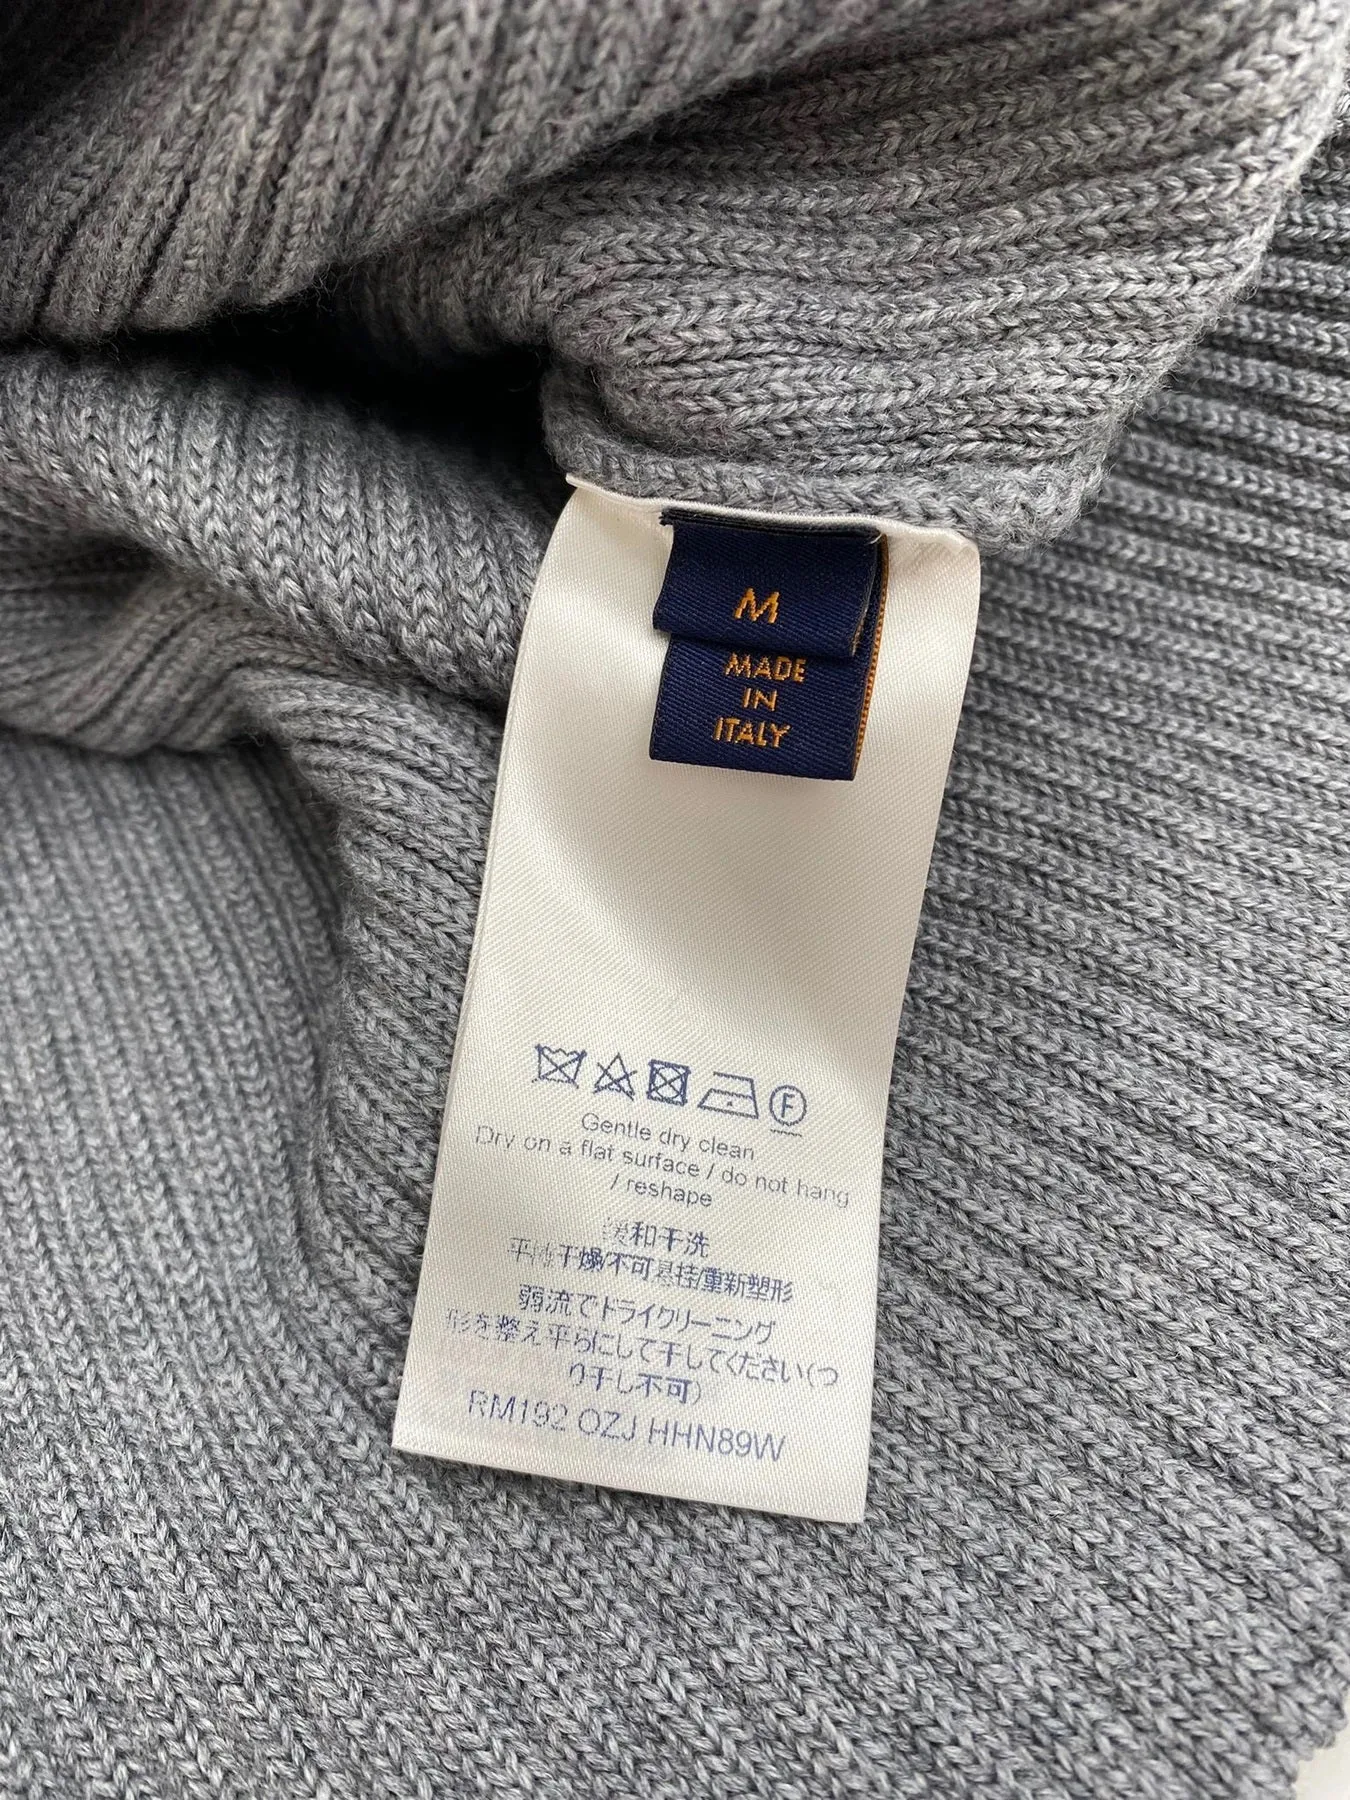 M
MADE
IN
ITALY
F
Gentle dry clean
Dry on a flat surface / do not hang
/ reshape
缓和干洗
平摊干燥/不可悬挂/重新塑形
弱流でドライクリーニング
形を整え平らにして干してください(つ
り干し不可)
RM192 OZJ HHN89W